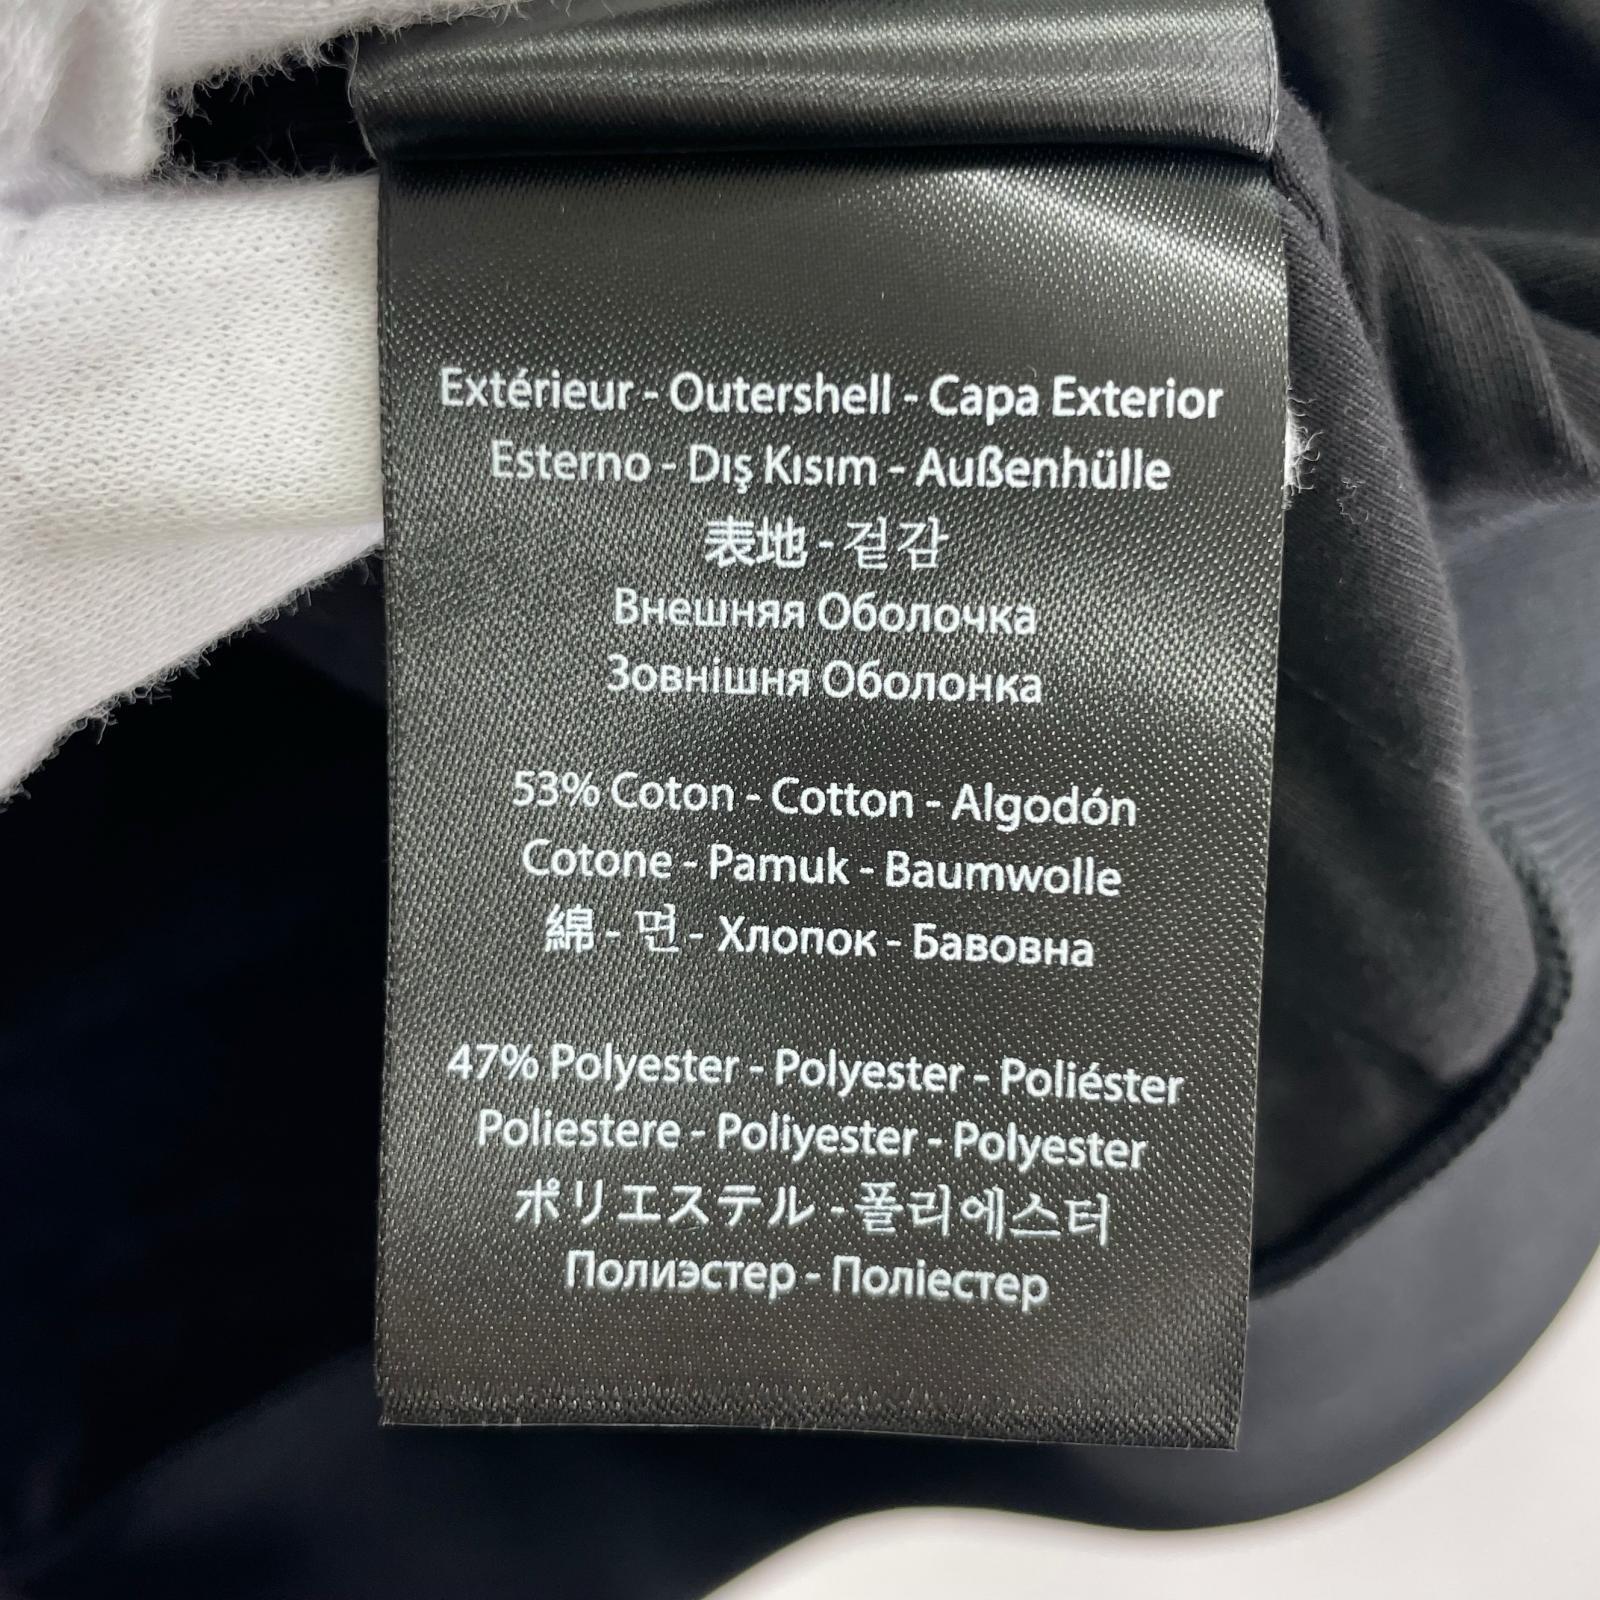 Extérieur - Outershell - Capa Exterior
Esterno - Dış Kısım - Außenhülle
表地 - 겉감
Внешняя Оболочка
Зовнішня Оболонка
53% Coton - Cotton - Algodón
Cotone - Pamuk - Baumwolle
綿 - 면 - Хлопок - Бавовна
47% Polyester - Polyester - Poliéster
Poliestere - Poliyester - Polyester
ポリエステル - 폴리에스터
Полиэстер - Поліестер